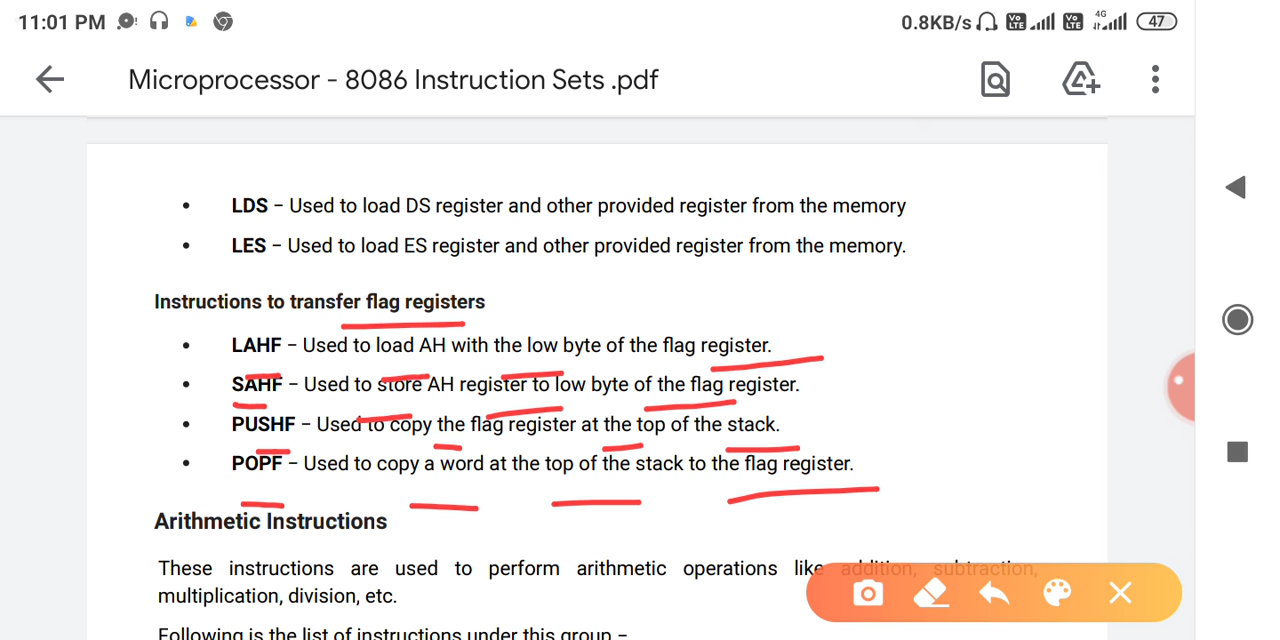 11:01 PM
0.8KB/s Vo LTE Vo LTE 4G 47
Microprocessor - 8086 Instruction Sets .pdf
• LDS – Used to load DS register and other provided register from the memory
• LES – Used to load ES register and other provided register from the memory.
Instructions to transfer flag registers
• LAHF – Used to load AH with the low byte of the flag register.
• SAHF – Used to store AH register to low byte of the flag register.
• PUSHF – Used to copy the flag register at the top of the stack.
• POPF – Used to copy a word at the top of the stack to the flag register.
Arithmetic Instructions
These instructions are used to perform arithmetic operations like addition, subtraction,
multiplication, division, etc.
Following is the list of instructions under this group –